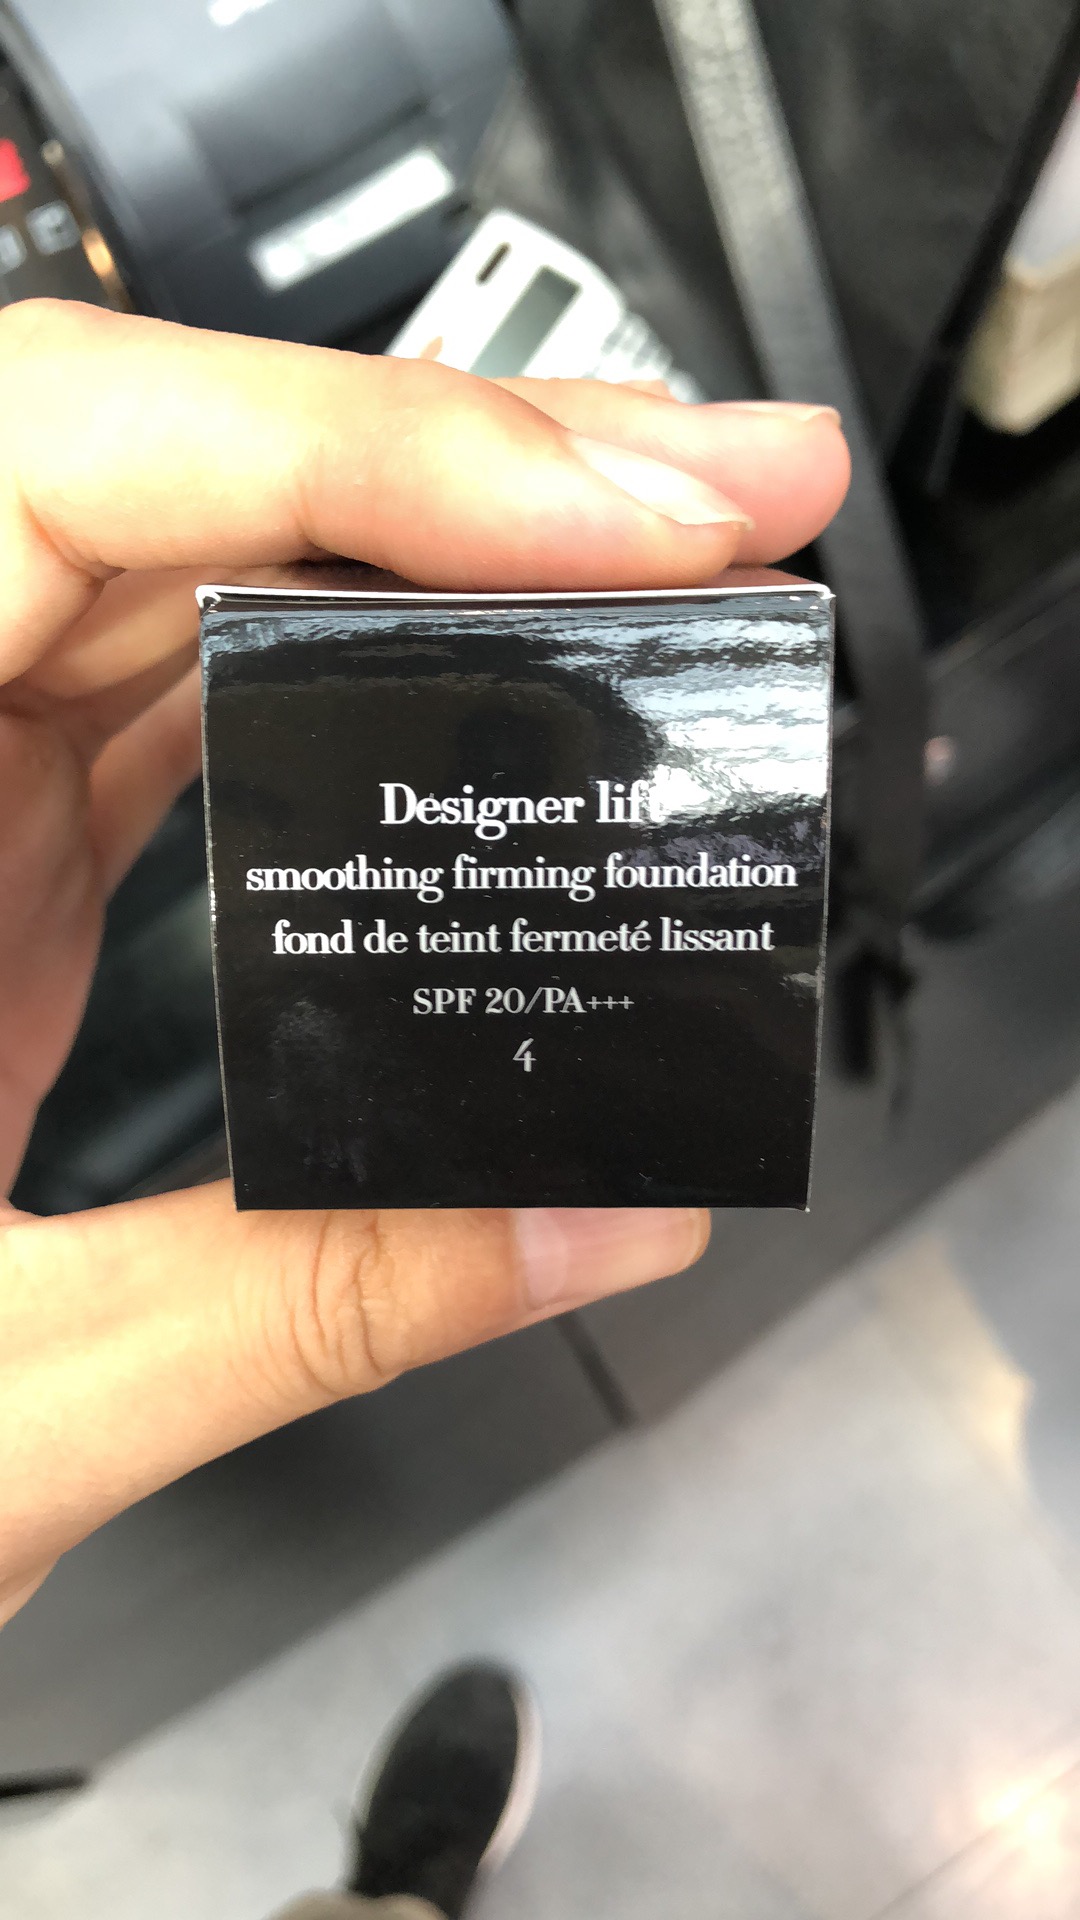 Designer lift
smoothing firming foundation
fond de teint fermeté lissant
SPF 20/PA+++
4